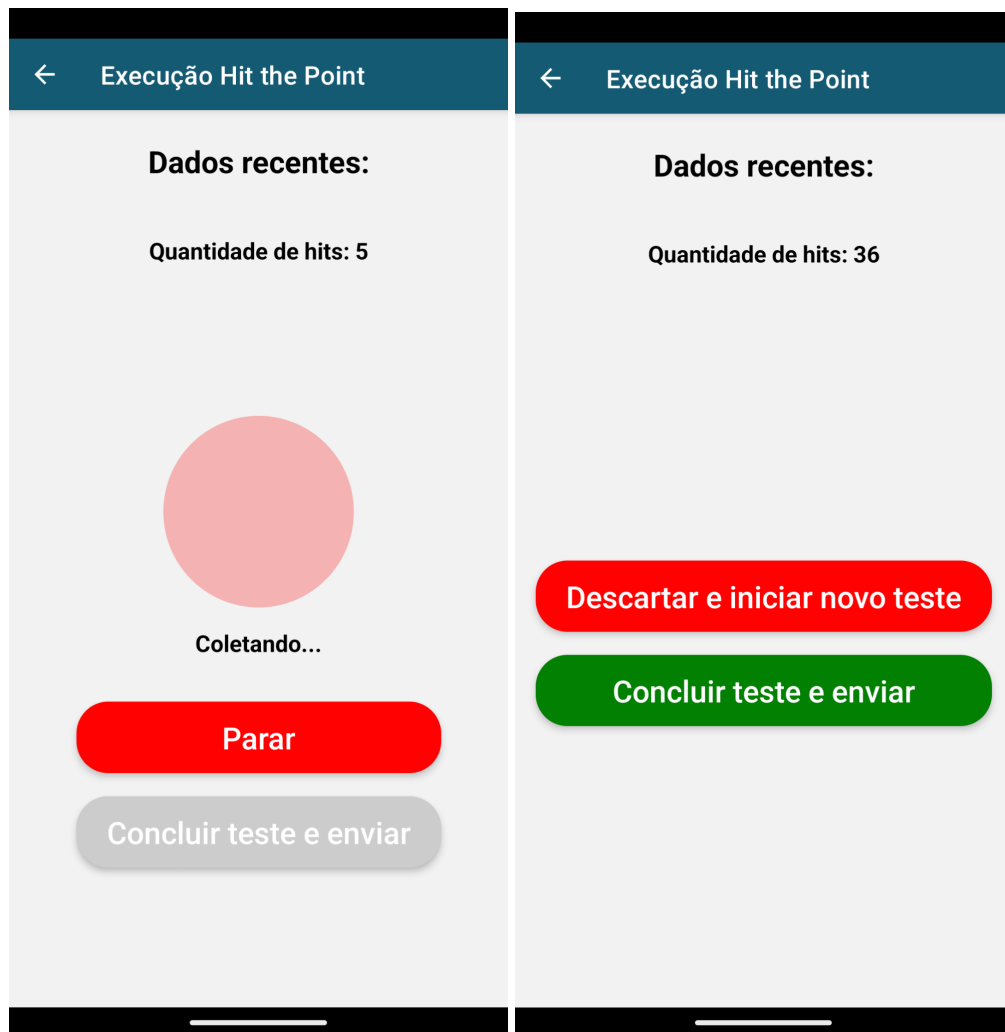 Execução Hit the Point
Dados recentes:
Quantidade de hits: 5
Coletando...
Parar
Concluir teste e enviar
Execução Hit the Point
Dados recentes:
Quantidade de hits: 36
Descartar e iniciar novo teste
Concluir teste e enviar